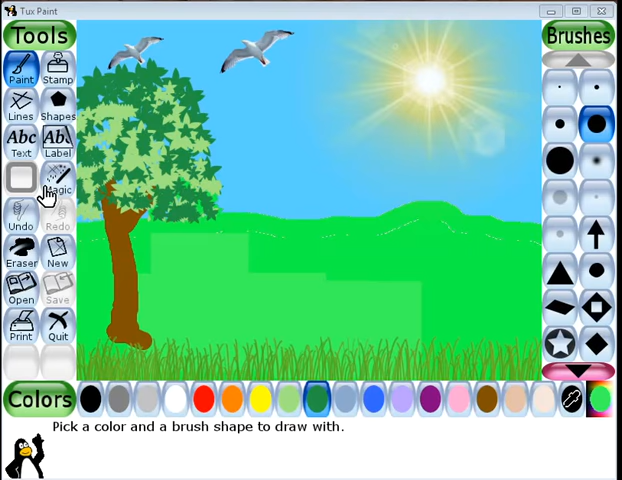 Tux Paint
Tools
Brushes
Paint
Stamp
Lines
Shapes
Abc
Text
Abc
Label
Magic
Undo
Redo
Eraser
New
Open
Save
Print
Quit
Colors
Pick a color and a brush shape to draw with.